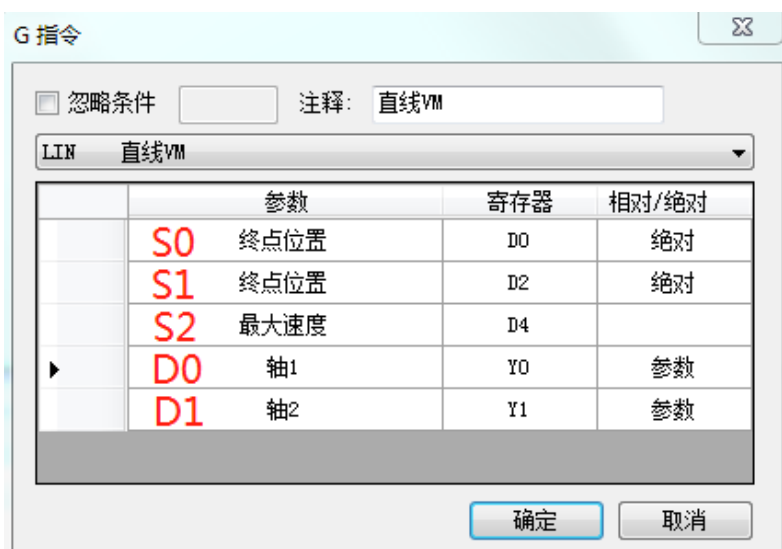 G 指令
忽略条件 注释: 直线VM
LIN 直线VM
参数 寄存器 相对/绝对
S0 终点位置 D0 绝对
S1 终点位置 D2 绝对
S2 最大速度 D4
D0 轴1 Y0 参数
D1 轴2 Y1 参数
确定 取消